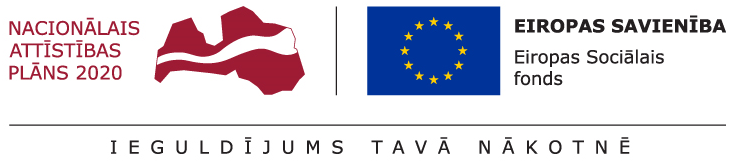 NACIONĀLAIS
ATTĪSTĪBAS
PLĀNS 2020
EIROPAS SAVIENĪBA
Eiropas Sociālais
fonds
IEGULDĪJUMS TAVĀ NĀKOTNĒ